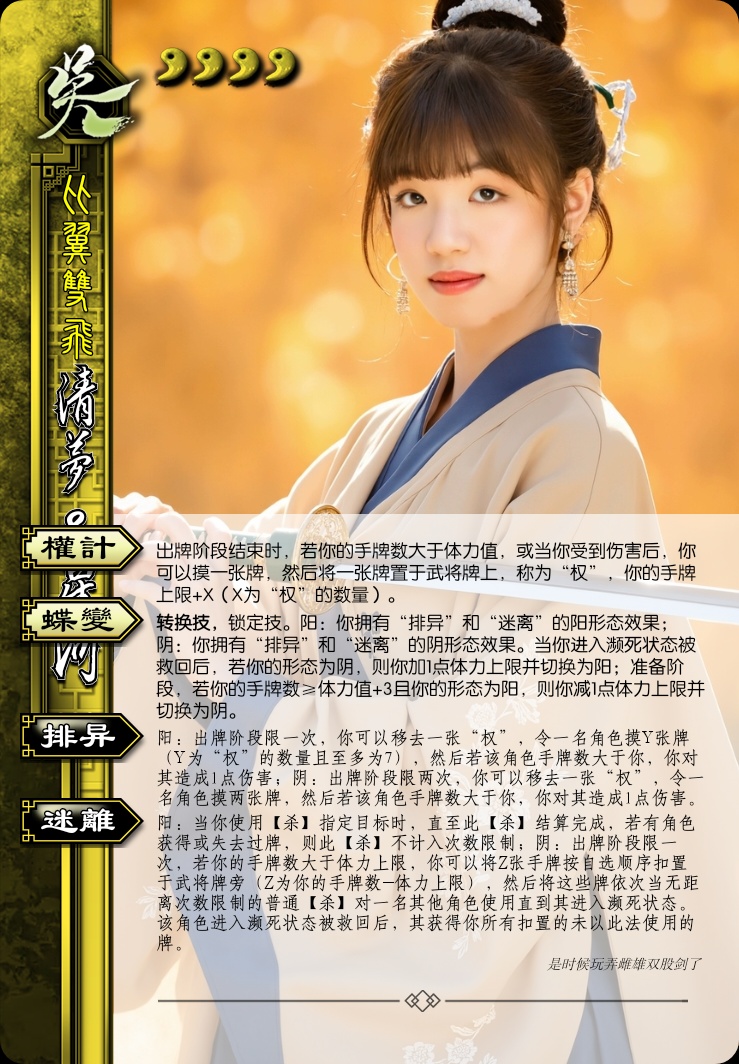 吴
比翼雙飛
清夢
權計
出牌阶段结束时，若你的手牌数大于体力值，或当你受到伤害后，你
可以摸一张牌，然后将一张牌置于武将牌上，称为“权”，你的手牌
上限+X（X为“权”的数量）。
蝶變
转换技，锁定技。阳：你拥有“排异”和“迷离”的阳形态效果；
阴：你拥有“排异”和“迷离”的阴形态效果。当你进入濒死状态被
救回后，若你的形态为阴，则你加1点体力上限并切换为阳；准备阶
段，若你的手牌数≥体力值+3且你的形态为阳，则你减1点体力上限并
切换为阴。
排异
阳：出牌阶段限一次，你可以移去一张“权”，令一名角色摸Y张牌
（Y为“权”的数量且至多为7），然后若该角色手牌数大于你，你对
其造成1点伤害；阴：出牌阶段限两次，你可以移去一张“权”，令一
名角色摸两张牌，然后若该角色手牌数大于你，你对其造成1点伤害。
迷離
阳：当你使用【杀】指定目标时，直至此【杀】结算完成，若有角色
获得或失去过牌，则此【杀】不计入次数限制；阴：出牌阶段限一
次，若你的手牌数大于体力上限，你可以将Z张手牌按自选顺序扣置
于武将牌旁（Z为你的手牌数—体力上限），然后将这些牌依次当无距
离次数限制的普通【杀】对一名其他角色使用直到其进入濒死状态。
该角色进入濒死状态被救回后，其获得你所有扣置的未以此法使用的
牌。
是时候玩弄雌雄双股剑了